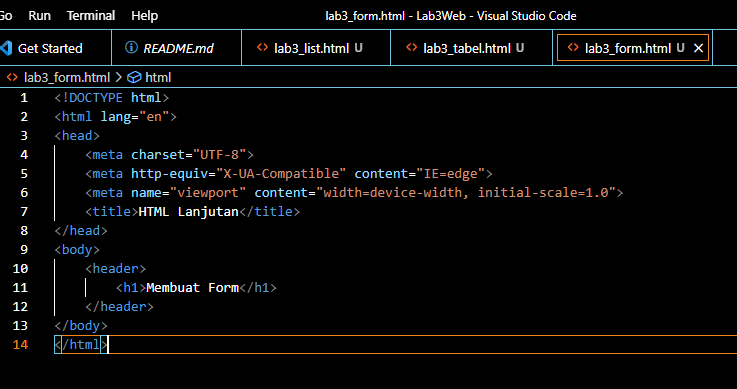 Go Run Terminal Help lab3_form.html - Lab3Web - Visual Studio Code
Get Started README.md lab3_list.html U lab3_tabel.html U lab3_form.html U
lab3_form.html > html
1 <!DOCTYPE html>
2 <html lang="en">
3 <head>
4 <meta charset="UTF-8">
5 <meta http-equiv="X-UA-Compatible" content="IE=edge">
6 <meta name="viewport" content="width=device-width, initial-scale=1.0">
7 <title>HTML Lanjutan</title>
8 </head>
9 <body>
10 <header>
11 <h1>Membuat Form</h1>
12 </header>
13 </body>
14 </html>